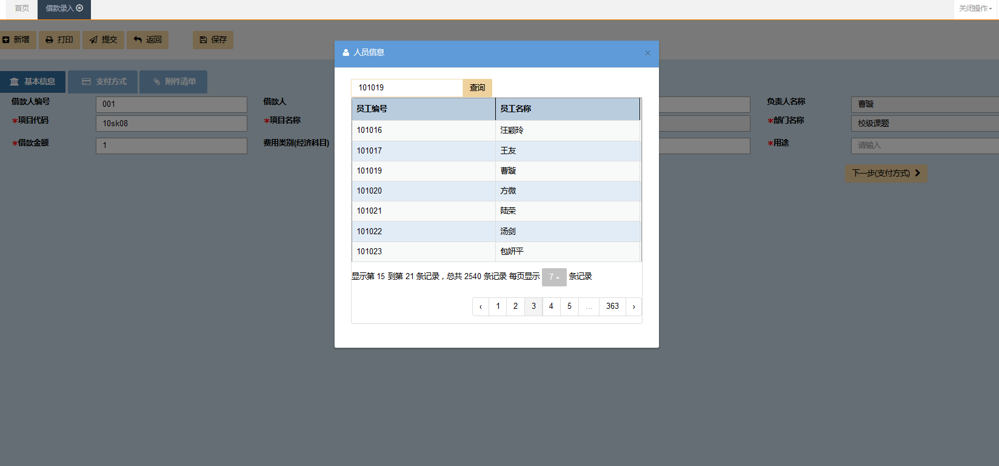 首页 借款录入 关闭操作
新增 打印 提交 返回 保存
人员信息 ×
基本信息 支付方式 附件清单
101019 查询
借款人编号 001 借款人 负责人名称 曹璇
*项目代码 10sk08 *项目名称 *部门名称 校级课题
*借款金额 1 费用类别(经济科目) *用途 请输入
下一步(支付方式)
员工编号 员工名称
101016 汪颖玲
101017 王友
101019 曹璇
101020 方微
101021 陆荣
101022 汤剑
101023 包妍平
显示第 15 到第 21 条记录，总共 2540 条记录 每页显示 7 条记录
‹ 1 2 3 4 5 ... 363 ›